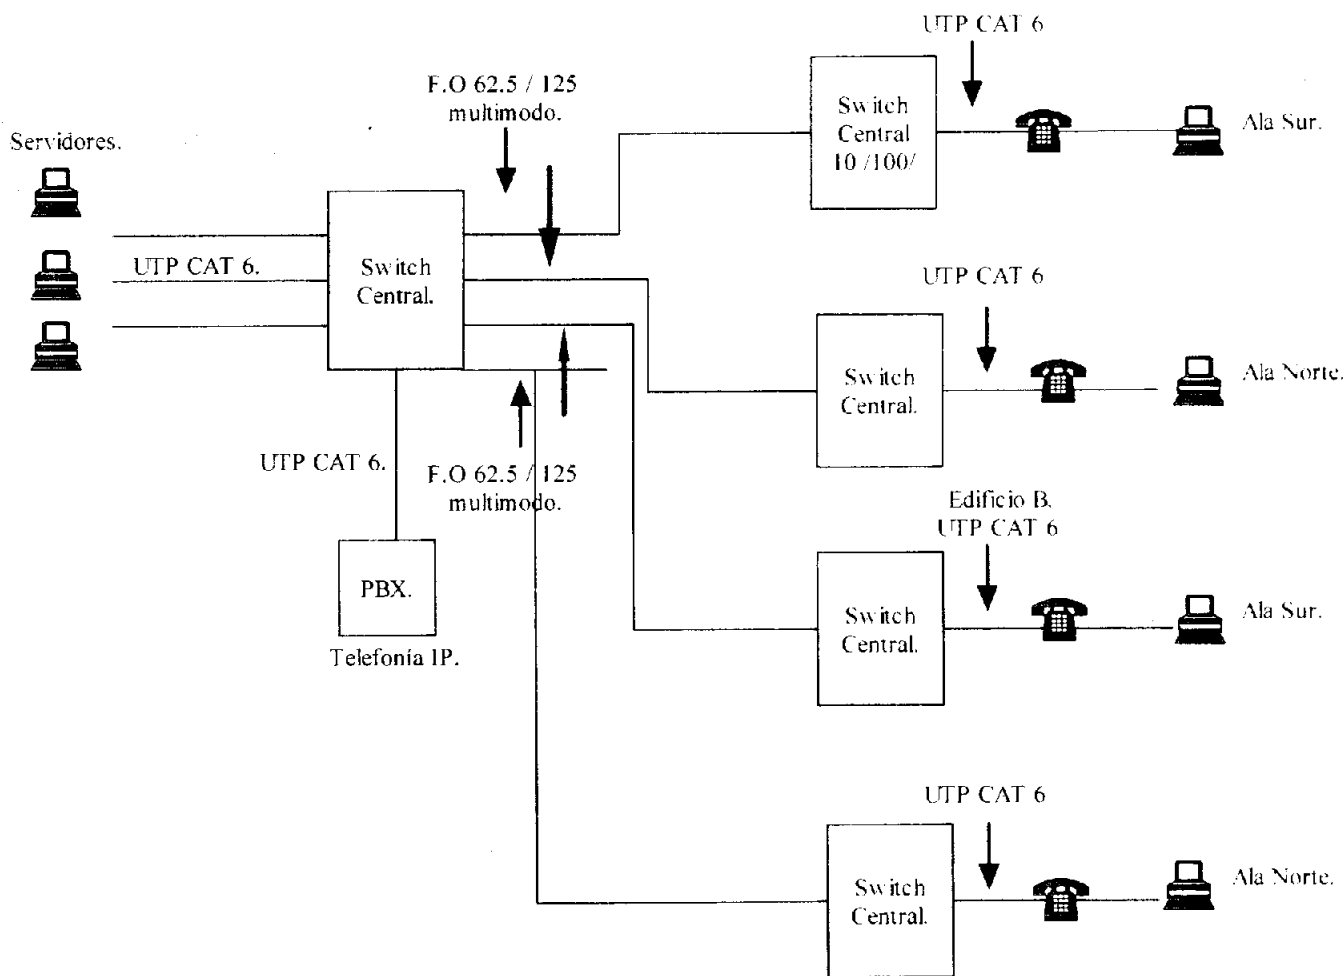 UTP CAT 6
F.O 62.5 / 125
multimodo.
Switch
Central
10 /100/
Ala Sur.
Servidores.
UTP CAT 6.
Switch
Central.
UTP CAT 6
Switch
Central.
Ala Norte.
UTP CAT 6.
F.O 62.5 / 125
multimodo.
Edificio B.
UTP CAT 6
PBX.
Telefonía IP.
Switch
Central.
Ala Sur.
UTP CAT 6
Switch
Central.
Ala Norte.